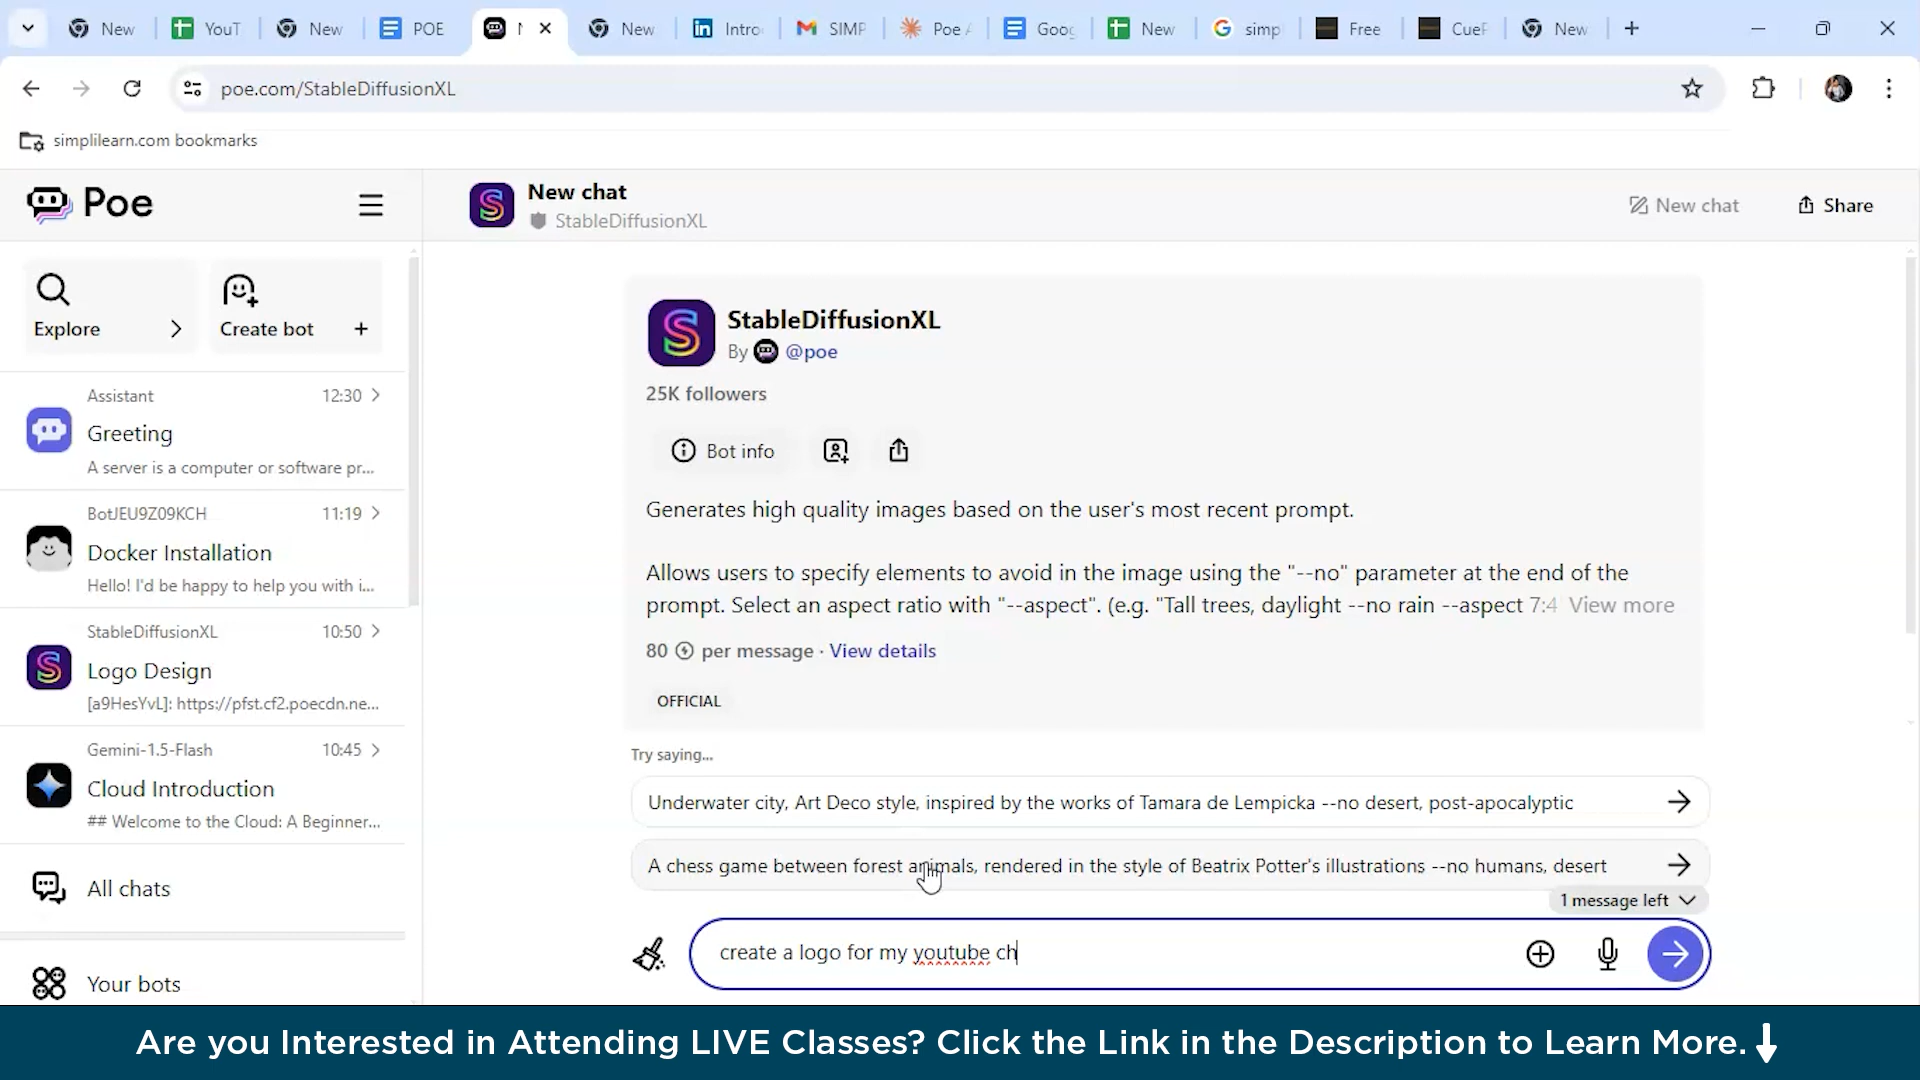 New
YouT
New
POE
New
Intro
SIMP
Poe
Goog
New
simp
Free
CueP
New
poe.com/StableDiffusionXL
simplilearn.com bookmarks
Poe
New chat
StableDiffusionXL
New chat
Share
Explore
Create bot
Assistant 12:30
Greeting
A server is a computer or software pr...
BotJEU9Z09KCH 11:19
Docker Installation
Hello! I'd be happy to help you with i...
StableDiffusionXL 10:50
Logo Design
[a9HesYvL]: https://pfst.cf2.poecdn.ne...
Gemini-1.5-Flash 10:45
Cloud Introduction
## Welcome to the Cloud: A Beginner...
All chats
Your bots
StableDiffusionXL
By @poe
25K followers
Bot info
Generates high quality images based on the user's most recent prompt.
Allows users to specify elements to avoid in the image using the "--no" parameter at the end of the
prompt. Select an aspect ratio with "--aspect". (e.g. "Tall trees, daylight --no rain --aspect 7:4 View more
80 per message · View details
OFFICIAL
Try saying...
Underwater city, Art Deco style, inspired by the works of Tamara de Lempicka --no desert, post-apocalyptic
A chess game between forest animals, rendered in the style of Beatrix Potter's illustrations --no humans, desert
1 message left
create a logo for my youtube ch
Are you Interested in Attending LIVE Classes? Click the Link in the Description to Learn More.